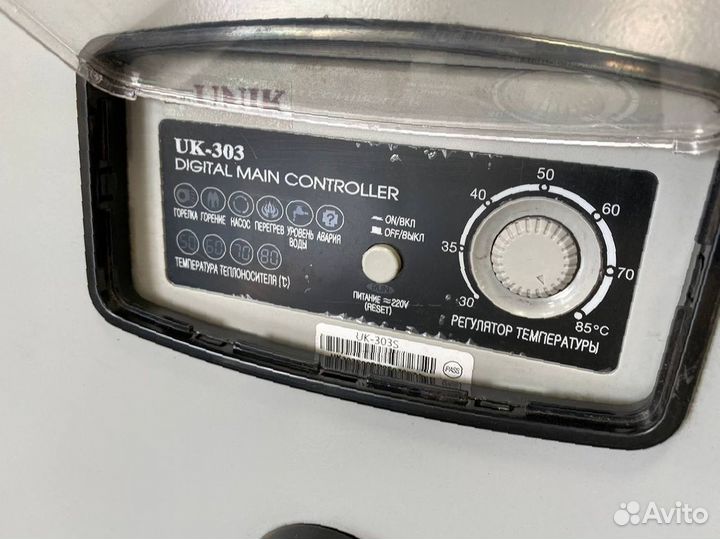 UNIK
UK-303
DIGITAL MAIN CONTROLLER
ГОРЕЛКА ГОРЕНИЕ НАСОС ПЕРЕГРЕВ УРОВЕНЬ ВОДЫ АВАРИЯ
50 60 70 80
ТЕМПЕРАТУРА ТЕПЛОНОСИТЕЛЯ (℃)
ON/ВКЛ
OFF/ВЫКЛ
ПИТАНИЕ ≈220V
(RESET)
30 35 40 50 60 70 85°C
РЕГУЛЯТОР ТЕМПЕРАТУРЫ
UK-303S
PASS
Avito